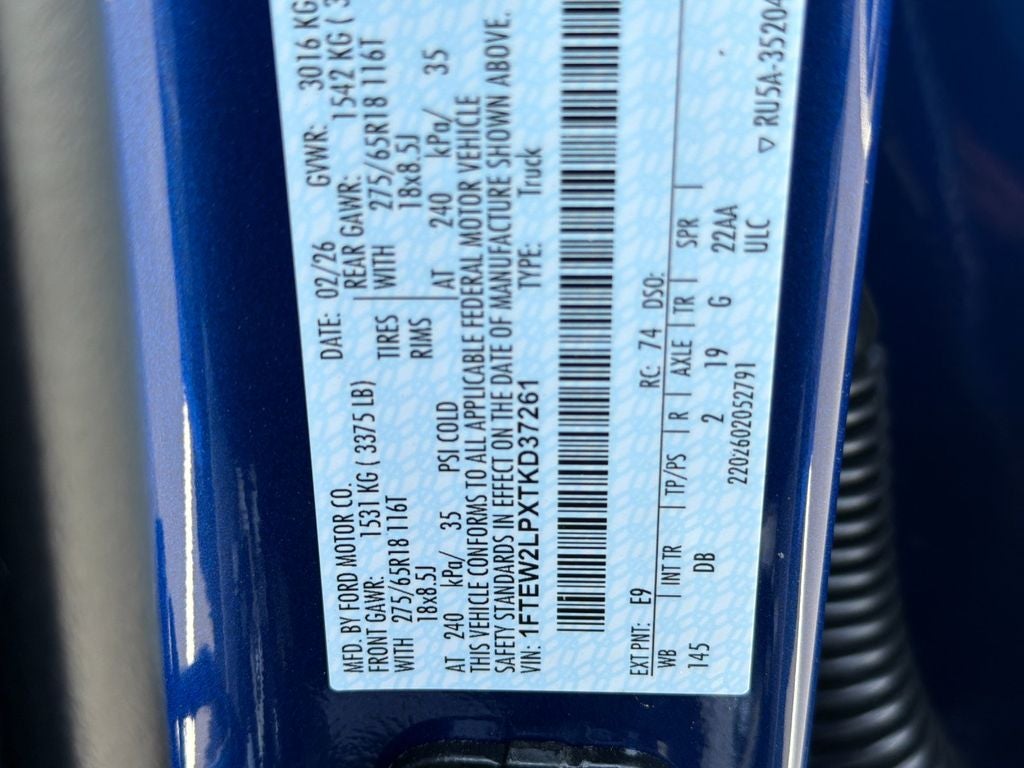 MFD. BY FORD MOTOR CO. DATE: 02/26 GVWR: 3016 KG
FRONT GAWR: 1531 KG ( 3375 LB) REAR GAWR: 1542 KG (
WITH 275/65R18 116T TIRES WITH 275/65R18 116T
18x8.5J RIMS 18x8.5J
AT 240 kPa/ 35 PSI COLD AT 240 kPa/ 35
THIS VEHICLE CONFORMS TO ALL APPLICABLE FEDERAL MOTOR VEHICLE
SAFETY STANDARDS IN EFFECT ON THE DATE OF MANUFACTURE SHOWN ABOVE.
VIN: 1FTEW2LPXTKD37261 TYPE: Truck
EXT PNT: E9 RC: 74 DSO:
WB INT TR TP/PS R AXLE TR SPR
145 DB 2 19 G 22AA
2202602052791 ULC
▽ RU5A-35204